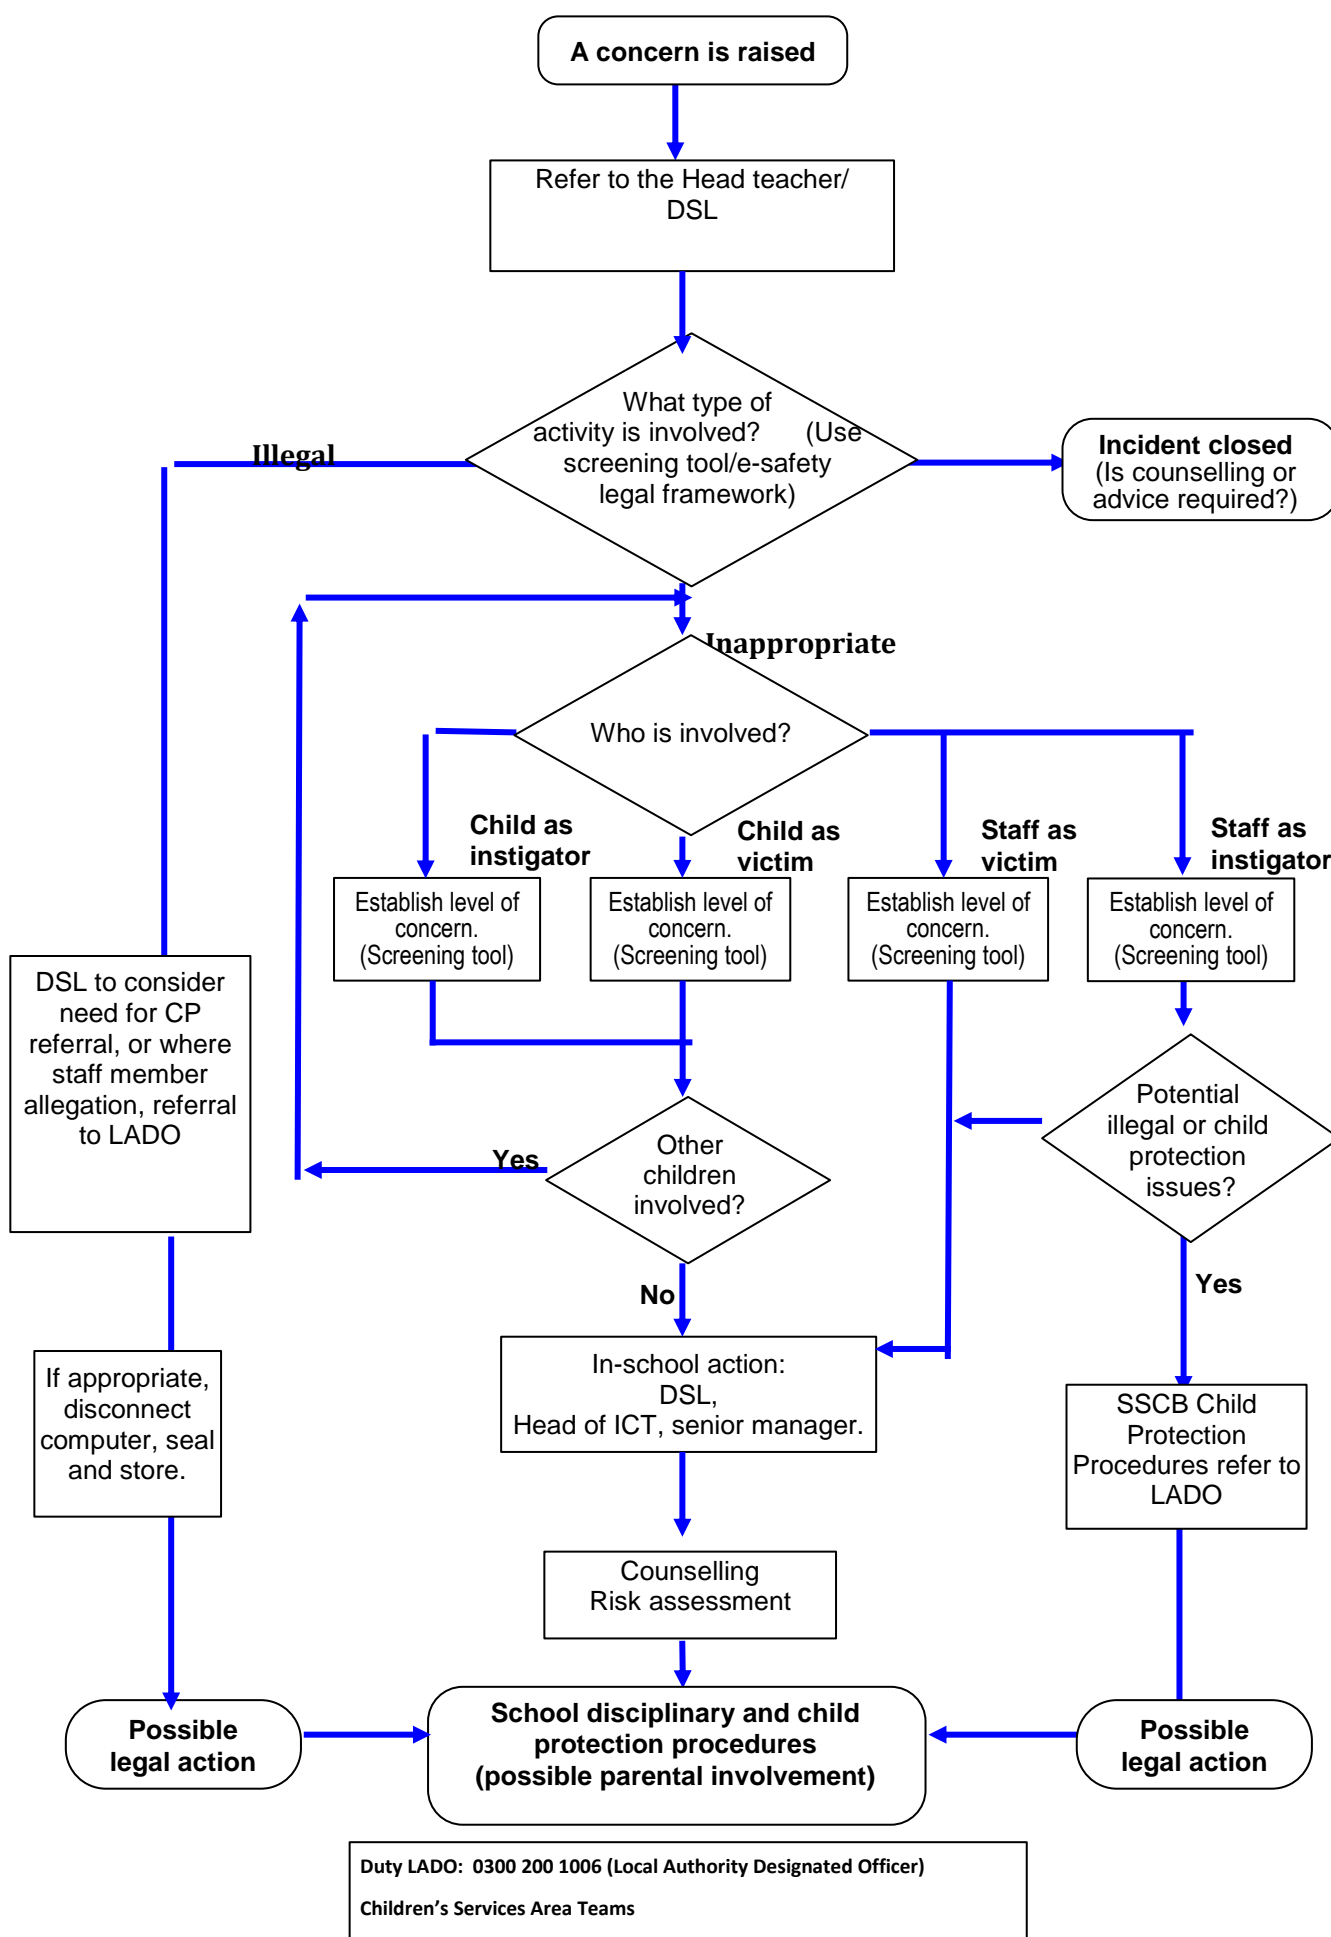 A concern is raised
Refer to the Head teacher/
DSL
What type of
activity is involved? (Use
screening tool/e-safety
legal framework)
Illegal
Incident closed
(Is counselling or
advice required?)
Inappropriate
Who is involved?
Child as
instigator
Child as
victim
Staff as
victim
Staff as
instigator
Establish level of
concern.
(Screening tool)
Establish level of
concern.
(Screening tool)
Establish level of
concern.
(Screening tool)
Establish level of
concern.
(Screening tool)
DSL to consider
need for CP
referral, or where
staff member
allegation, referral
to LADO
Other
children
involved?
Yes
Potential
illegal or child
protection
issues?
No
Yes
In-school action:
DSL,
Head of ICT, senior manager.
If appropriate,
disconnect
computer, seal
and store.
SSCB Child
Protection
Procedures refer to
LADO
Counselling
Risk assessment
Possible
legal action
School disciplinary and child
protection procedures
(possible parental involvement)
Possible
legal action
Duty LADO: 0300 200 1006 (Local Authority Designated Officer)
Children’s Services Area Teams